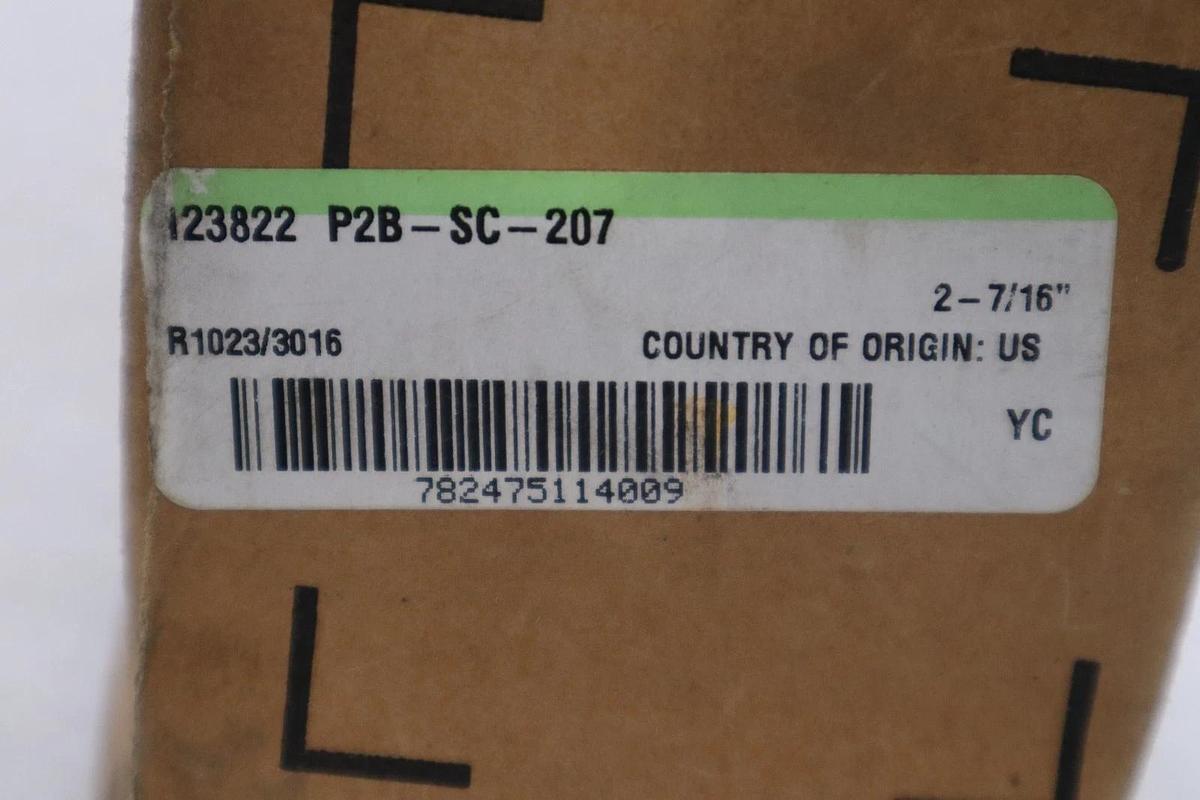 123822 P2B-SC-207
2-7/16"
R1023/3016 COUNTRY OF ORIGIN: US
YC
782475114009